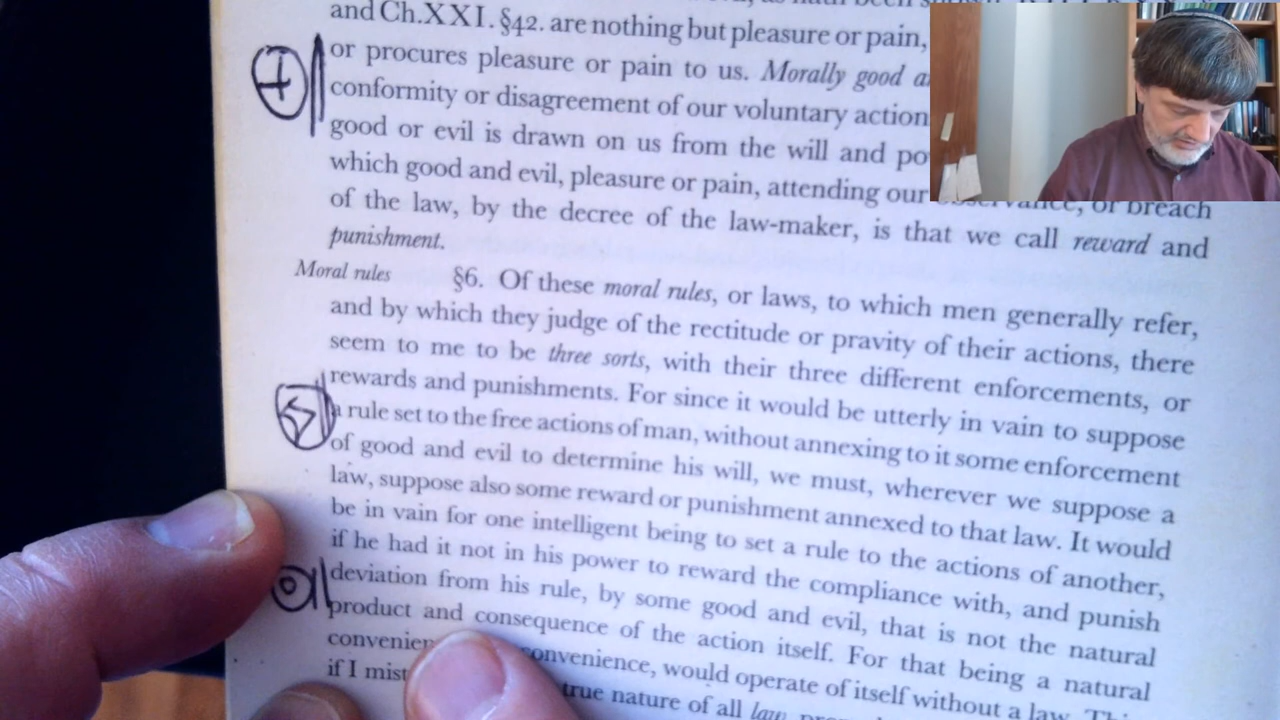 and Ch.XXI. §42. are nothing but pleasure or pain,
or procures pleasure or pain to us. Morally good
conformity or disagreement of our voluntary action
good or evil is drawn on us from the will and
which good and evil, pleasure or pain, attending our observance, or breach
of the law, by the decree of the law-maker, is that we call reward and
punishment.
Moral rules §6. Of these moral rules, or laws, to which men generally refer,
and by which they judge of the rectitude or pravity of their actions, there
seem to me to be three sorts, with their three different enforcements, or
rewards and punishments. For since it would be utterly in vain to suppose
a rule set to the free actions of man, without annexing to it some enforcement
of good and evil to determine his will, we must, wherever we suppose a
law, suppose also some reward or punishment annexed to that law. It would
be in vain for one intelligent being to set a rule to the actions of another,
if he had it not in his power to reward the compliance with, and punish
deviation from his rule, by some good and evil, that is not the natural
product and consequence of the action itself. For that being a natural
convenience, would operate of itself without a law. This
if I true nature of all law